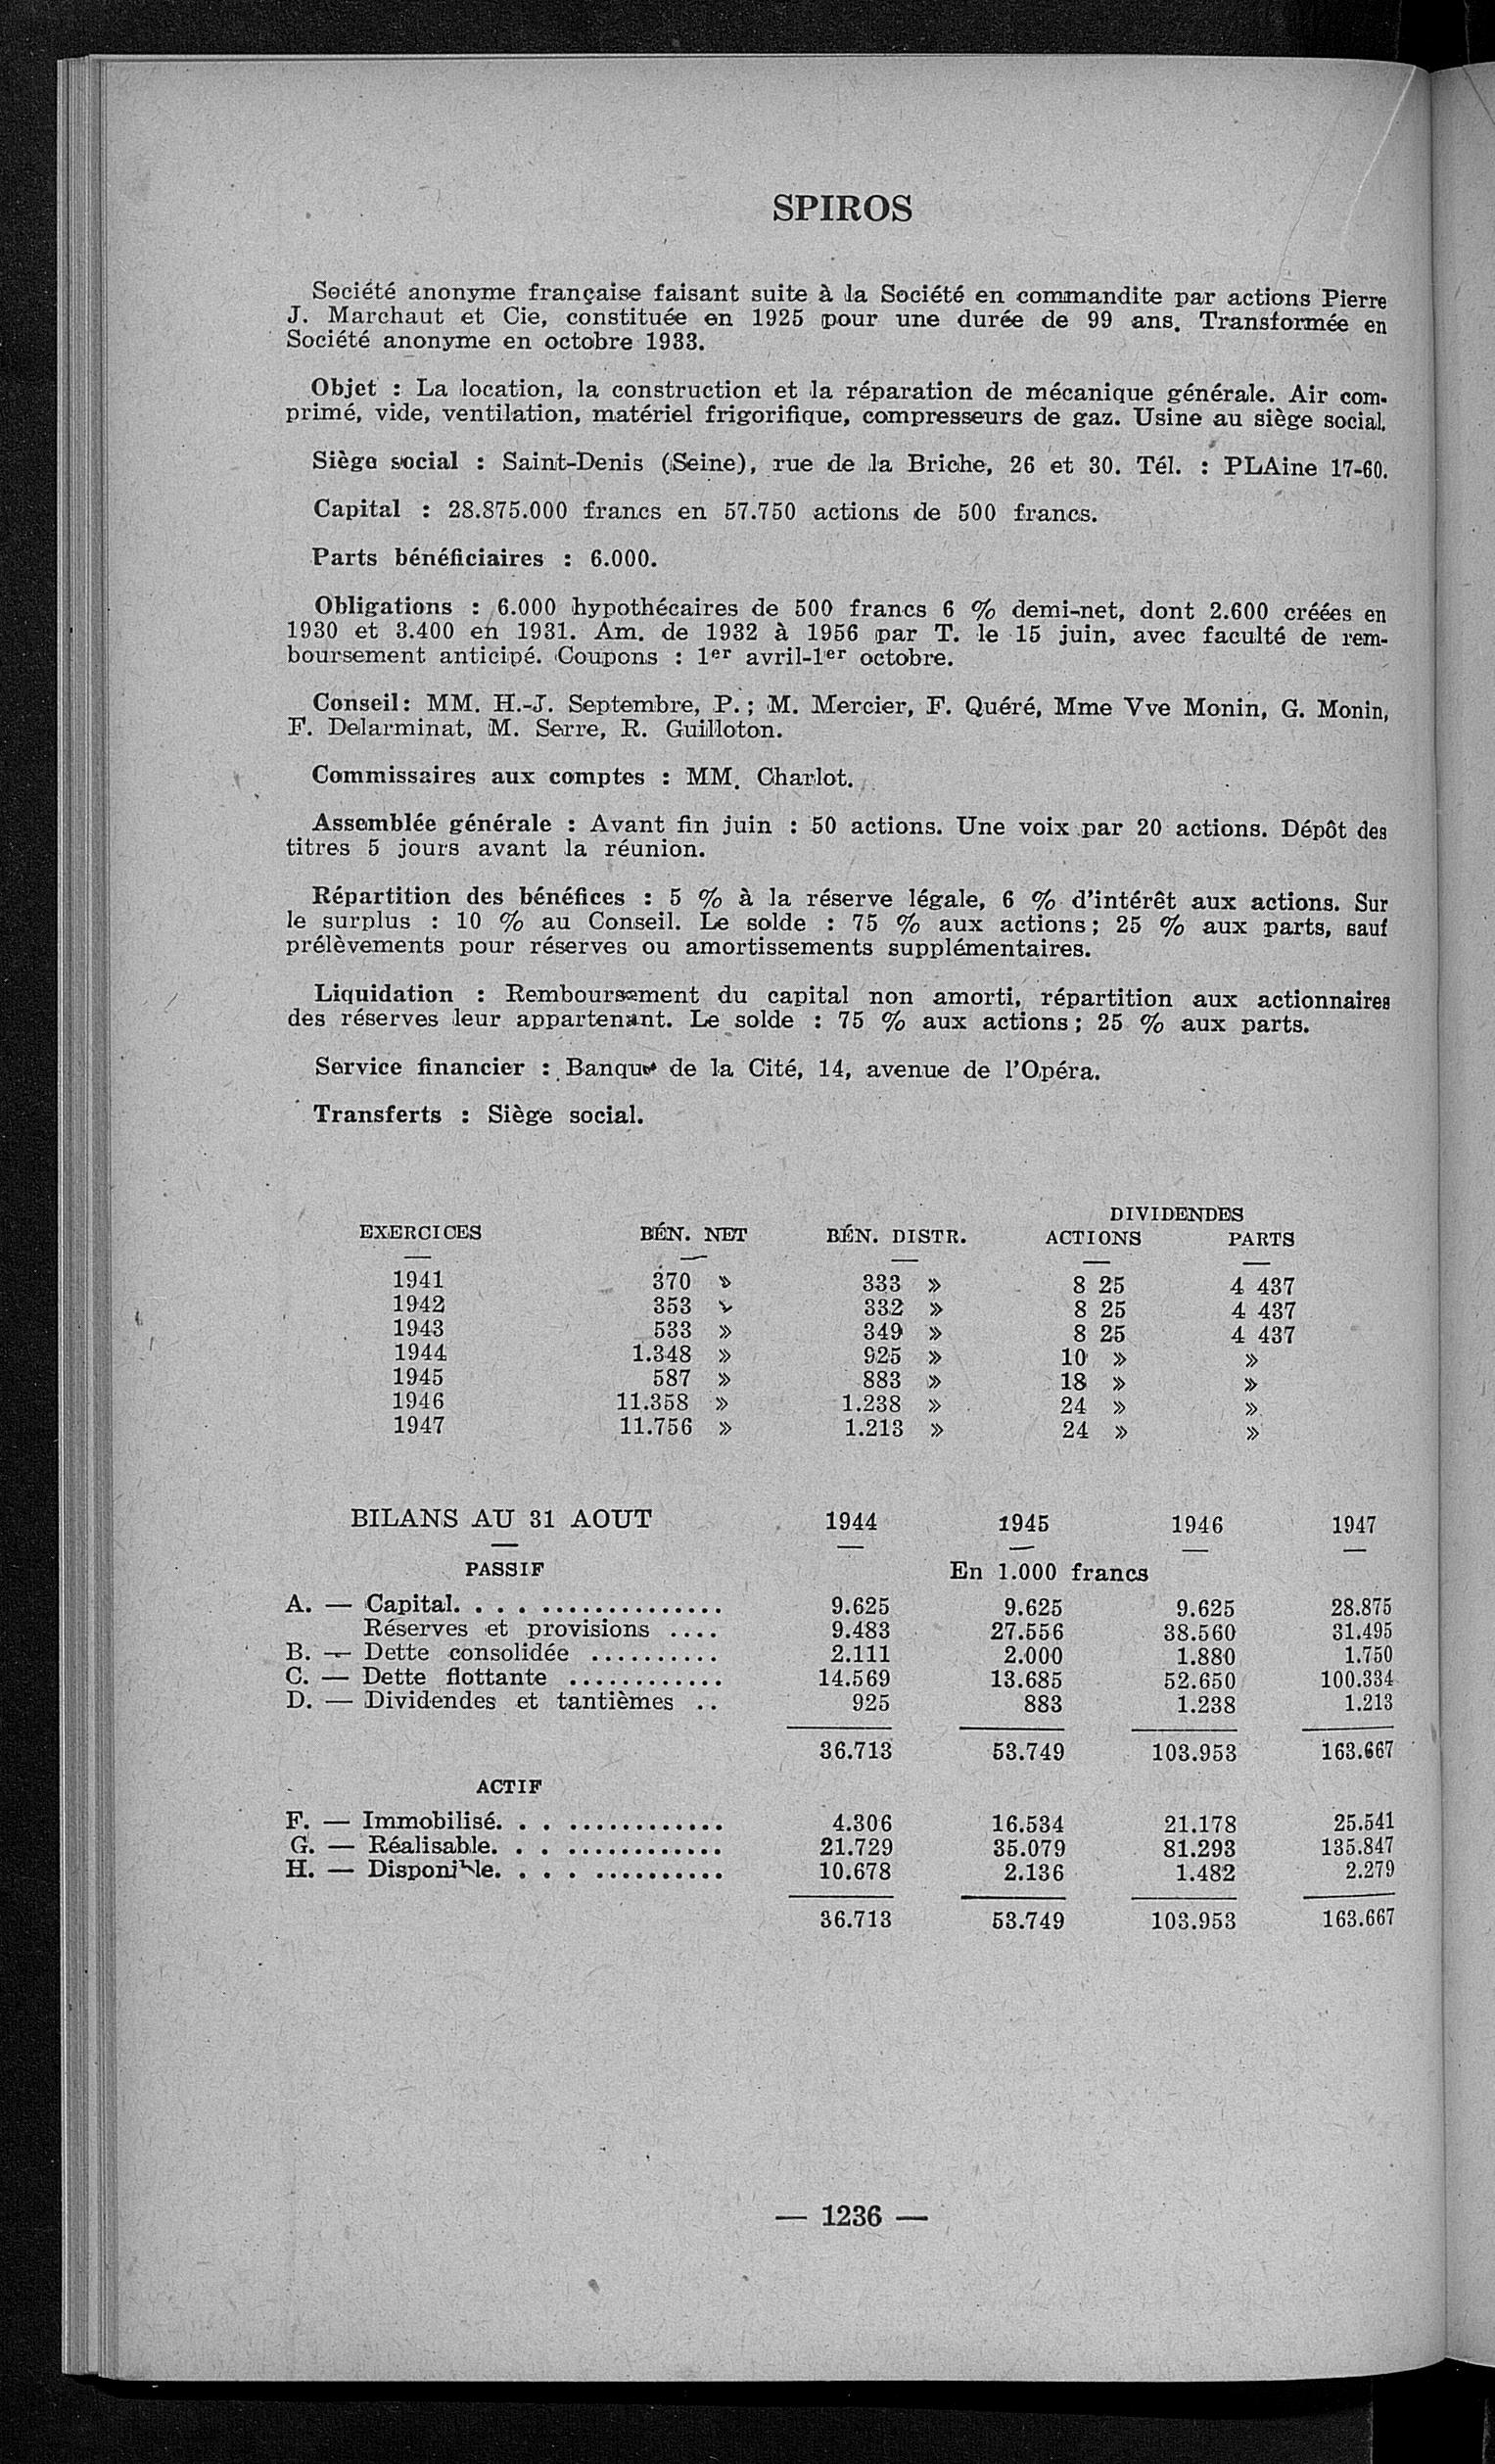 SPIROS
Société anonyme française faisant suite à la Société en commandite par actions Pierre
J. Marchaut et Cie, constituée en 1925 pour une durée de 99 ans. Transformée en
Société anonyme en octobre 1933.
Objet : La location, la construction et la réparation de mécanique générale. Air com-
primé, vide, ventilation, matériel frigorifique, compresseurs de gaz. Usine au siège social.
Siège social : Saint-Denis (Seine), rue de la Briche, 26 et 30. Tél. : PLAine 17-60.
Capital : 28.875.000 francs en 57.750 actions de 500 francs.
Parts bénéficiaires : 6.000.
Obligations : 6.000 hypothécaires de 500 francs 6 % demi-net, dont 2.600 créées en
1930 et 3.400 en 1931. Am. de 1932 à 1956 par T. le 15 juin, avec faculté de rem-
boursement anticipé. Coupons : 1er avril-1er octobre.
Conseil: MM. H.-J. Septembre, P.; M. Mercier, F. Quéré, Mme Vve Monin, G. Monin,
F. Delarminat, M. Serre, R. Guilloton.
Commissaires aux comptes : MM. Charlot.
Assemblée générale : Avant fin juin : 50 actions. Une voix par 20 actions. Dépôt des
titres 5 jours avant la réunion.
Répartition des bénéfices : 5 % à la réserve légale, 6 % d'intérêt aux actions. Sur
le surplus : 10 % au Conseil. Le solde : 75 % aux actions; 25 % aux parts, sauf
prélèvements pour réserves ou amortissements supplémentaires.
Liquidation : Remboursement du capital non amorti, répartition aux actionnaires
des réserves leur appartenant. Le solde : 75 % aux actions; 25 % aux parts.
Service financier : Banque de la Cité, 14, avenue de l'Opéra.
Transferts : Siège social.
DIVIDENDES
EXERCICES BÉN. NET BÉN. DISTR. ACTIONS PARTS
1941 370 » 333 » 8 25 4 437
1942 353 » 332 » 8 25 4 437
1943 533 » 349 » 8 25 4 437
1944 1.348 » 925 » 10 » »
1945 587 » 883 » 18 » »
1946 11.358 » 1.238 » 24 » »
1947 11.756 » 1.213 » 24 » »
BILANS AU 31 AOUT 1944 1945 1946 1947
PASSIF En 1.000 francs
A. — Capital. . . . .............. 9.625 9.625 9.625 28.875
Réserves et provisions .... 9.483 27.556 38.560 31.495
B. — Dette consolidée .......... 2.111 2.000 1.880 1.750
C. — Dette flottante ............ 14.569 13.685 52.650 100.334
D. — Dividendes et tantièmes .. 925 883 1.238 1.213
36.713 53.749 103.953 163.667
ACTIF
F. — Immobilisé. . . ............ 4.306 16.534 21.178 25.541
G. — Réalisable. . . ............ 21.729 35.079 81.293 135.847
H. — Disponible. . . . .......... 10.678 2.136 1.482 2.279
36.713 53.749 103.953 163.667
— 1236 —